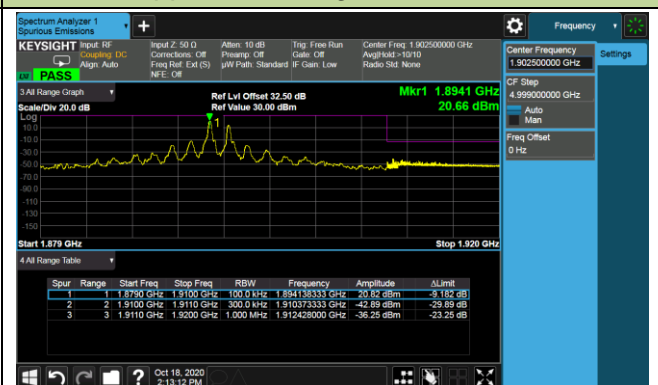 Spectrum Analyzer 1
Spurious Emissions
+
Frequency
KEYSIGHT Input: RF Input Z: 50 Ω Atten: 10 dB Trig: Free Run Center Freq: 1.902500000 GHz
Coupling: DC Corrections: Off Preamp: Off Gate: Off Avg|Hold:>10/10
Align: Auto Freq Ref: Ext (S) µW Path: Standard IF Gain: Low Radio Std: None
NFE: Off
PASS
Center Frequency
1.902500000 GHz
Settings
CF Step
4.999000000 GHz
Auto
Man
Freq Offset
0 Hz
3 All Range Graph
Ref Lvl Offset 32.50 dB Mkr1 1.8941 GHz
Scale/Div 20.0 dB Ref Value 30.00 dBm 20.66 dBm
Log
1
10.0
-10.0
-30.0
-50.0
-70.0
-90.0
-110
-130
-150
Start 1.879 GHz Stop 1.920 GHz
4 All Range Table
Spur Range Start Freq Stop Freq RBW Frequency Amplitude ΔLimit
1 1 1.8790 GHz 1.9100 GHz 100.0 kHz 1.894138333 GHz 20.82 dBm -9.182 dB
2 2 1.9100 GHz 1.9110 GHz 300.0 kHz 1.910373333 GHz -42.89 dBm -29.89 dB
3 3 1.9110 GHz 1.9200 GHz 1.000 MHz 1.912428000 GHz -36.25 dBm -23.25 dB
?
Oct 18, 2020
2:13:12 PM